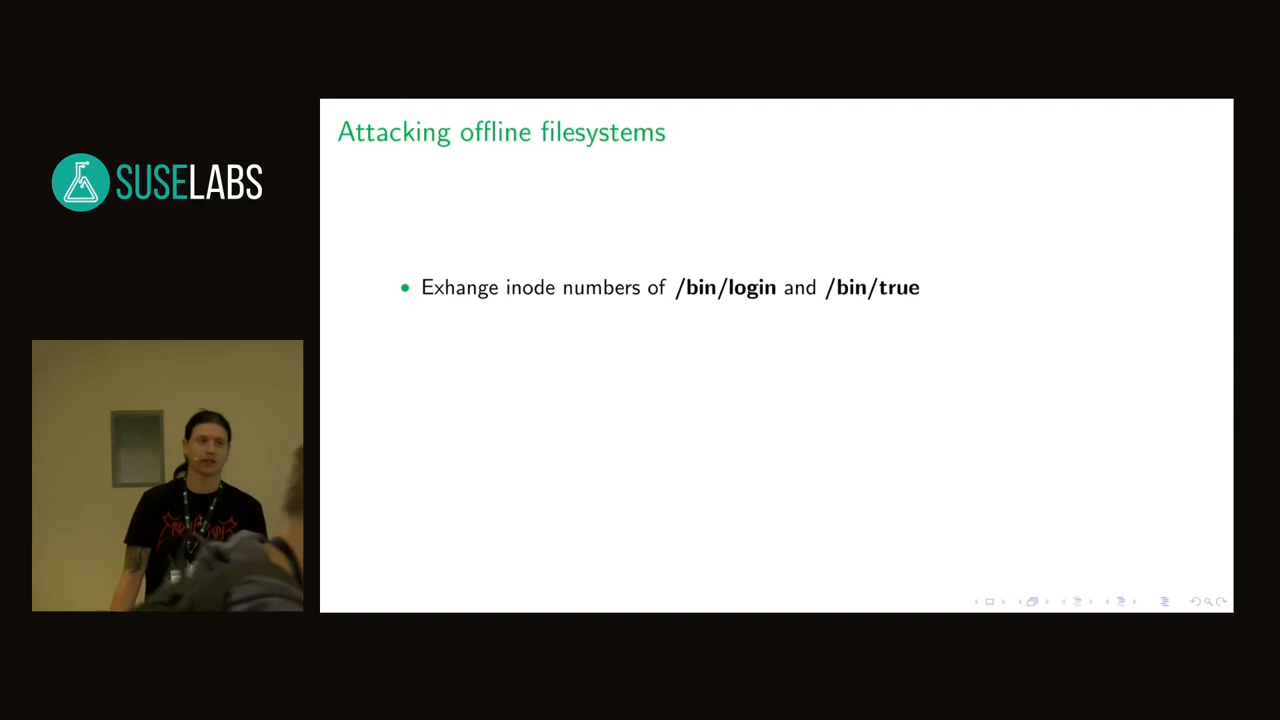 SUSELABS
Attacking offline filesystems
• Exhange inode numbers of /bin/login and /bin/true